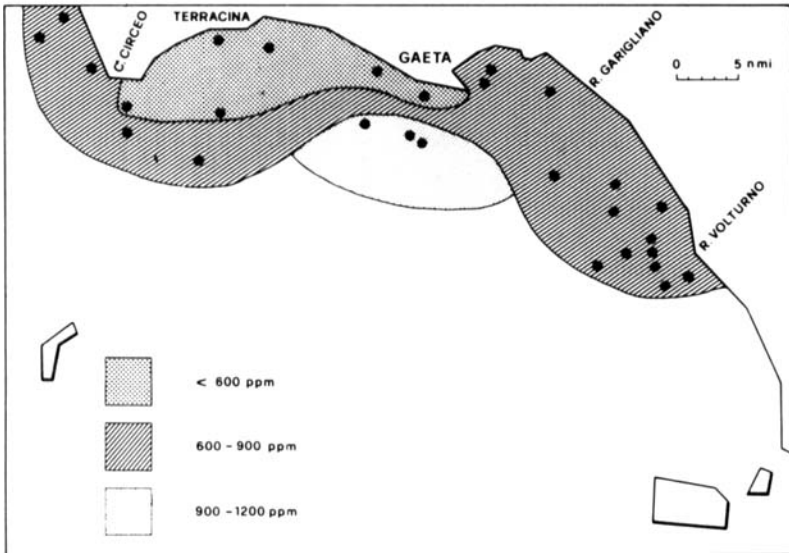 TERRACINA
C. CIRCEO
GAETA
R. GARIGLIANO
0 5 nmi
R. VOLTURNO
< 600 ppm
600 - 900 ppm
900 - 1200 ppm